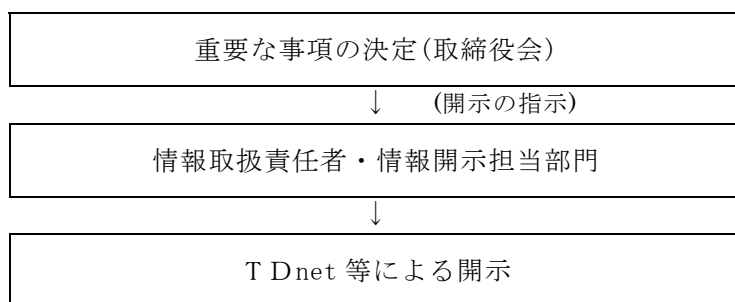 重要な事項の決定(取締役会)
↓ (開示の指示)
情報取扱責任者・情報開示担当部門
↓
TDnet 等による開示